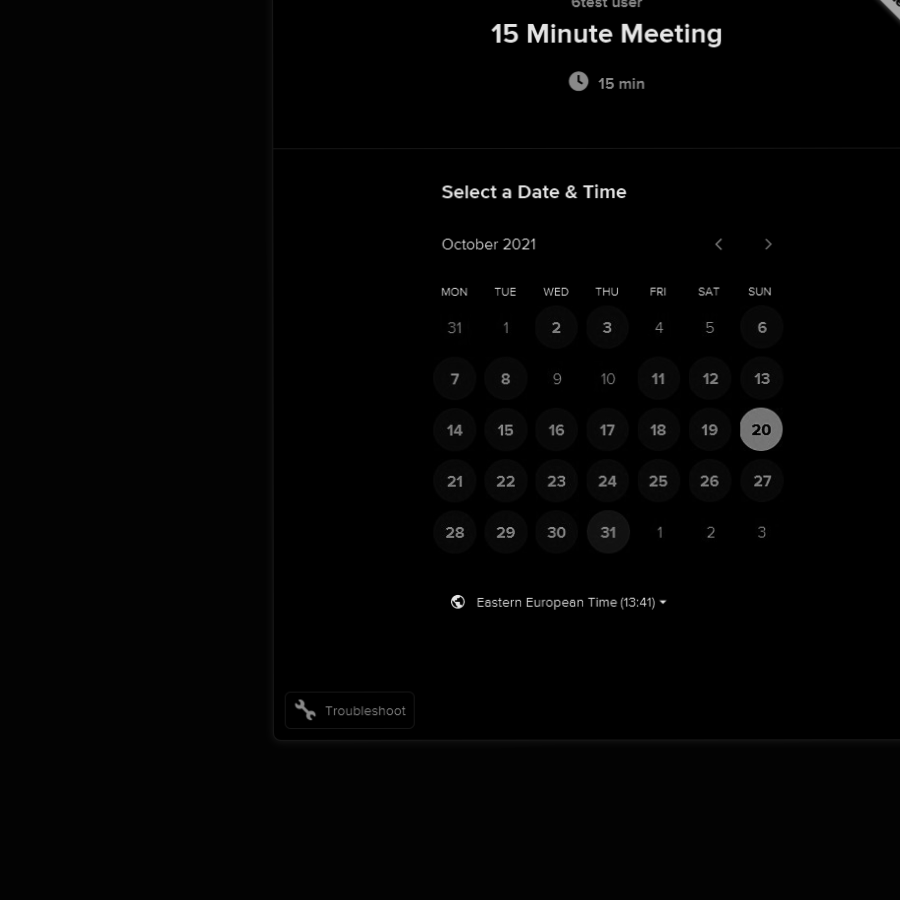 6test user
15 Minute Meeting
15 min
Select a Date & Time
October 2021
MON TUE WED THU FRI SAT SUN
31 1 2 3 4 5 6
7 8 9 10 11 12 13
14 15 16 17 18 19 20
21 22 23 24 25 26 27
28 29 30 31 1 2 3
Eastern European Time (13:41)
Troubleshoot